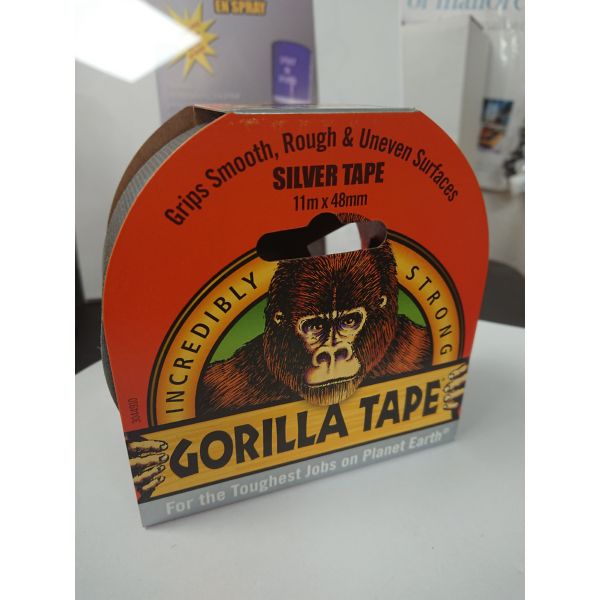 EN SPRAY
Grips Smooth, Rough & Uneven Surfaces
SILVER TAPE
11m x 48mm
INCREDIBLY STRONG
GORILLA TAPE
For the Toughest Jobs on Planet Earth®